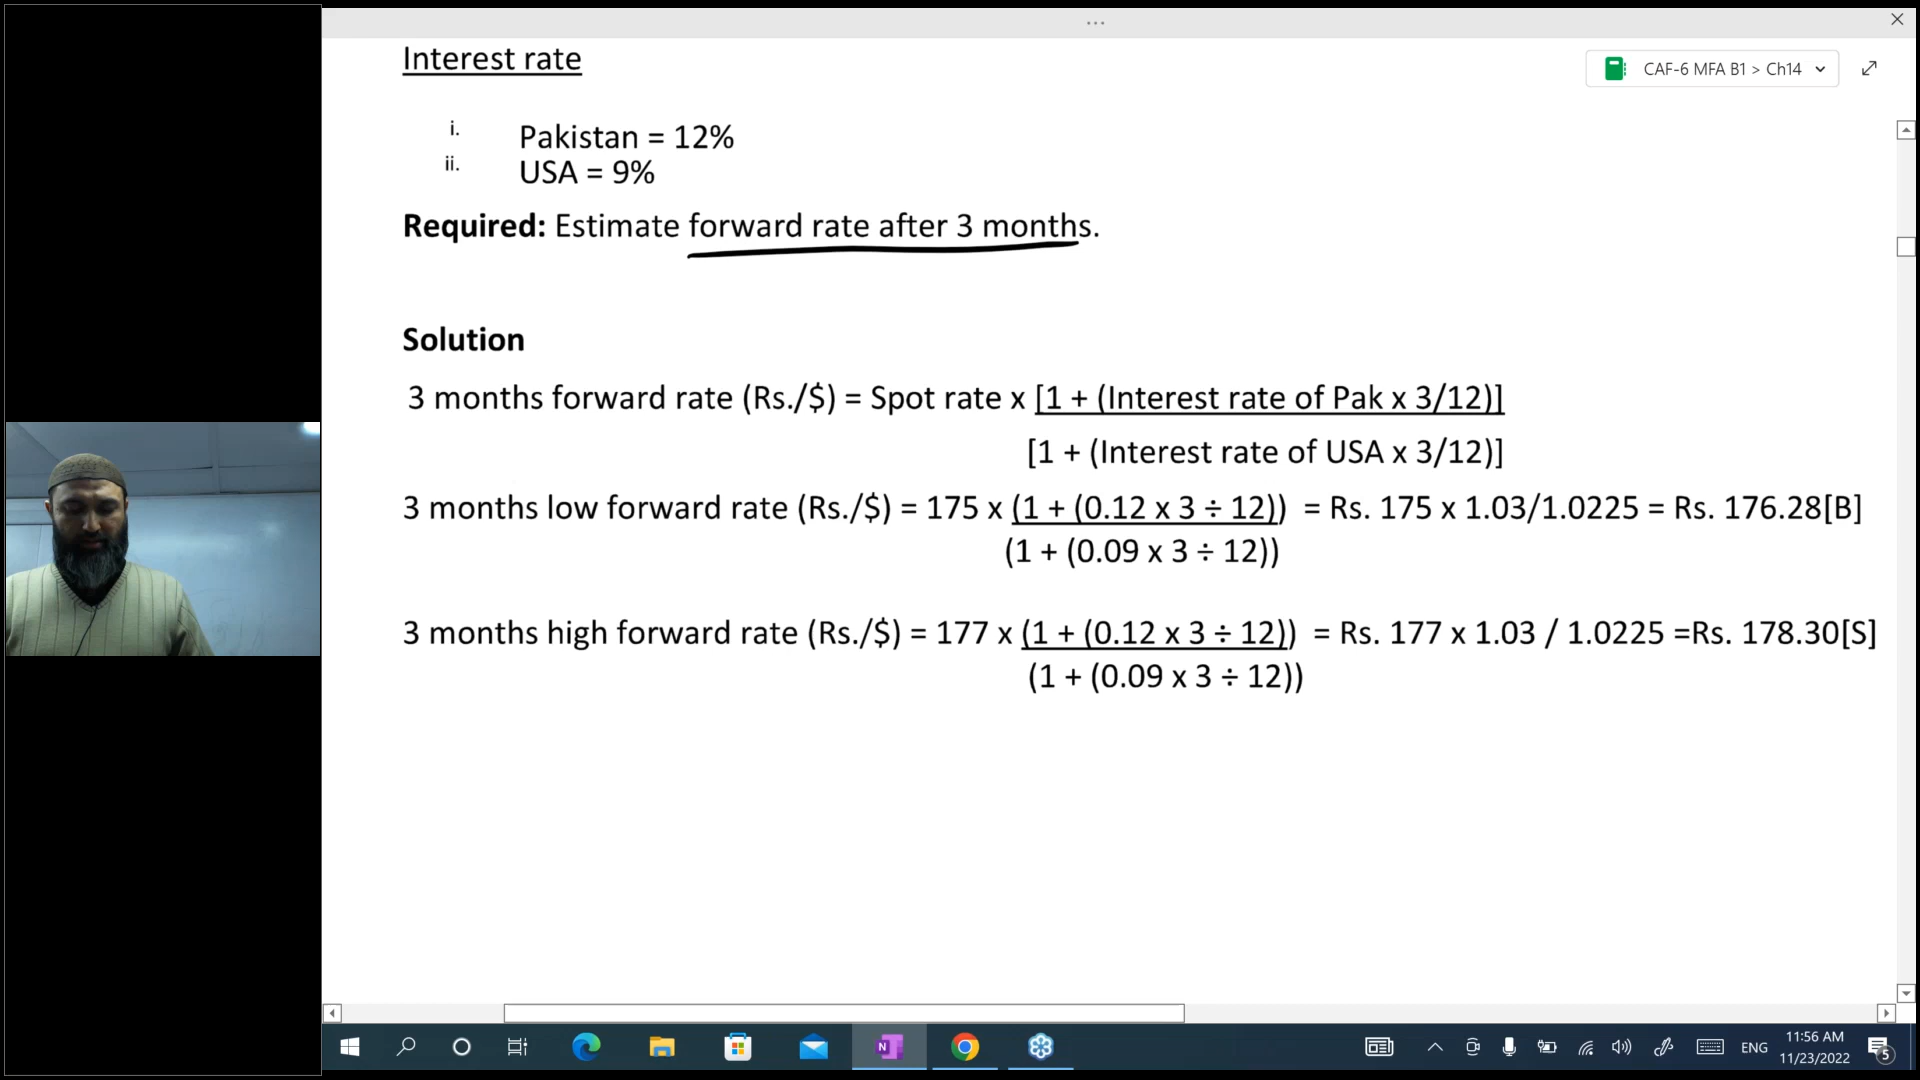 Interest rate
CAF-6 MFA B1 > Ch14
i. Pakistan = 12%
ii. USA = 9%
Required: Estimate forward rate after 3 months.
Solution
3 months forward rate (Rs./$) = Spot rate x [1 + (Interest rate of Pak x 3/12)]
[1 + (Interest rate of USA x 3/12)]
3 months low forward rate (Rs./$) = 175 x (1 + (0.12 x 3 ÷ 12)) = Rs. 175 x 1.03/1.0225 = Rs. 176.28[B]
(1 + (0.09 x 3 ÷ 12))
3 months high forward rate (Rs./$) = 177 x (1 + (0.12 x 3 ÷ 12)) = Rs. 177 x 1.03 / 1.0225 =Rs. 178.30[S]
(1 + (0.09 x 3 ÷ 12))
N
ENG
11:56 AM
11/23/2022
5